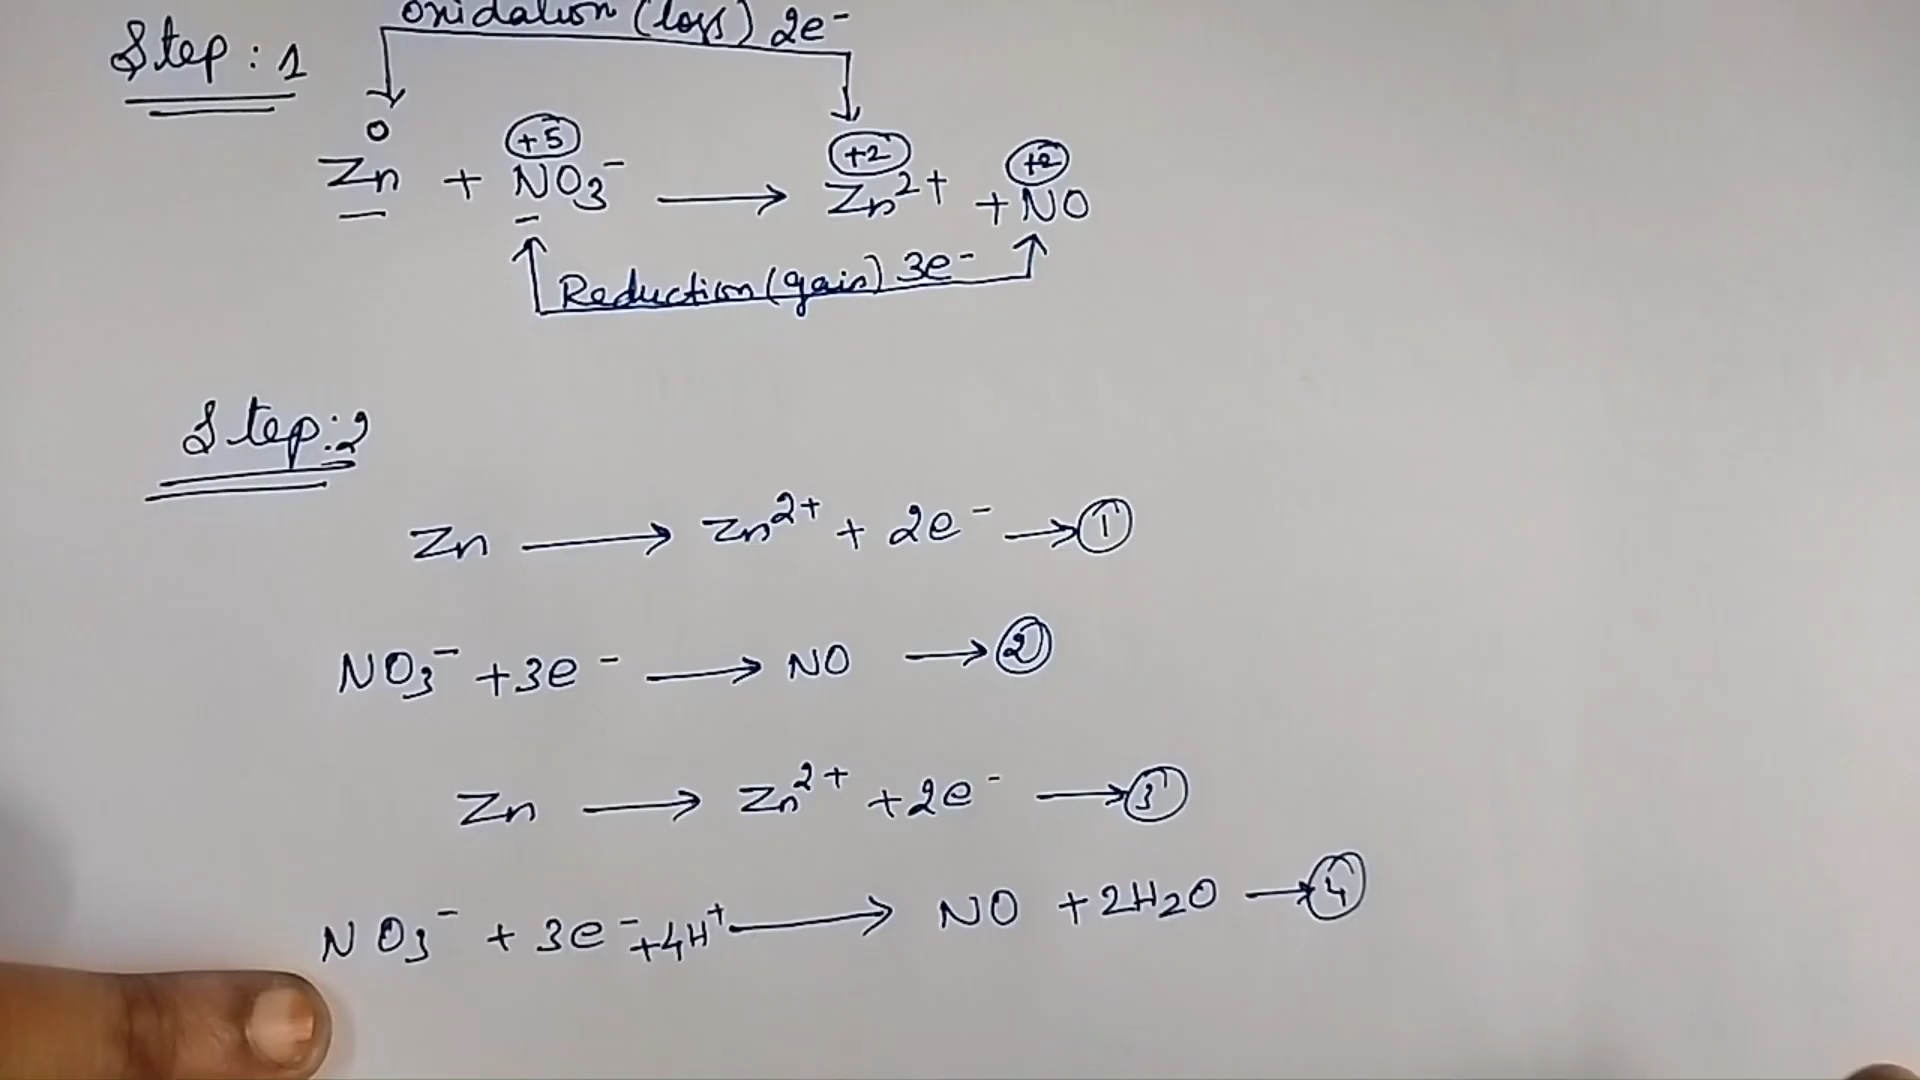 Oxidation (loss) 2e⁻
Step : 1
0 +5 +2 +2
Zn + NO₃⁻ ⟶ Zn²⁺ + NO
Reduction (gain) 3e⁻
Step : 2
Zn ⟶ Zn²⁺ + 2e⁻ → ①
NO₃⁻ + 3e⁻ ⟶ NO → ②
Zn ⟶ Zn²⁺ + 2e⁻ → ③
NO₃⁻ + 3e⁻ + 4H⁺ ⟶ NO + 2H₂O → ④